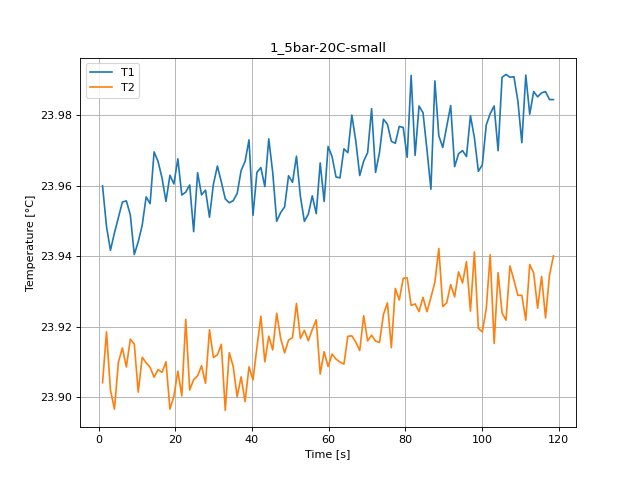 1_5bar-20C-small
T1
T2
Temperature [°C]
23.98
23.96
23.94
23.92
23.90
0 20 40 60 80 100 120
Time [s]